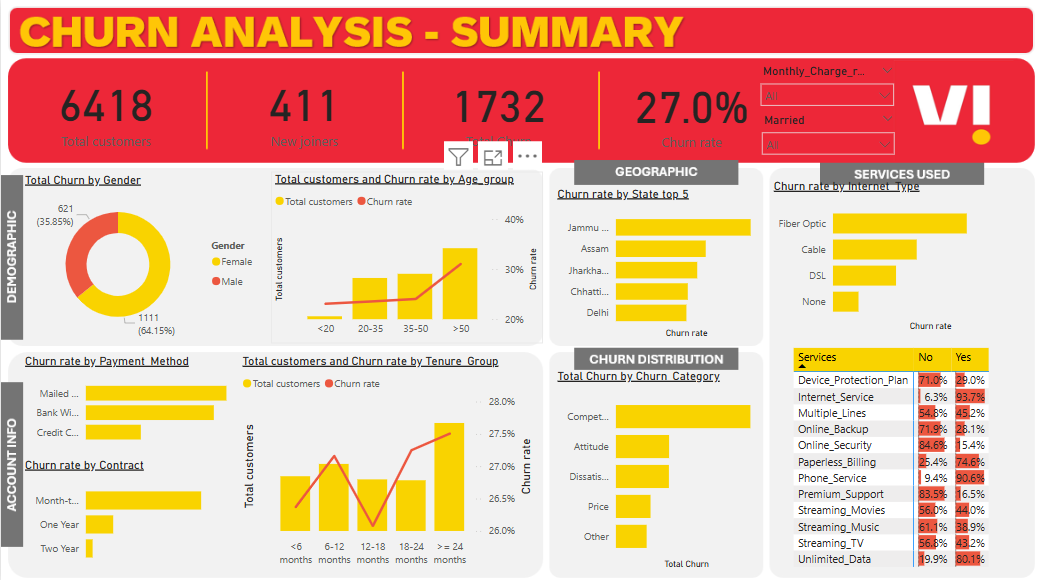 CHURN ANALYSIS - SUMMARY
6418
Total customers
411
New Joiners
1732
Total Churn
27.0%
Churn rate
Monthly_Charge_r...
All
Married
All
V!
DEMOGRAPHIC
Total Churn by Gender
621
(35.85%)
1111
(64.15%)
Gender
Female
Male
Total customers and Churn rate by Age_group
Total customers
Churn rate
Total customers
40%
30%
20%
Churn rate
<20
20-35
35-50
>50
GEOGRAPHIC
Churn rate by State top 5
Jammu ...
Assam
Jharkha...
Chhatti...
Delhi
Churn rate
SERVICES USED
Churn rate by Internet_Type
Fiber Optic
Cable
DSL
None
Churn rate
ACCOUNT INFO
Churn rate by Payment_Method
Mailed ...
Bank Wi...
Credit C...
Churn rate by Contract
Month-t...
One Year
Two Year
Total customers and Churn rate by Tenure_Group
Total customers
Churn rate
Total customers
28.0%
27.5%
27.0%
26.5%
26.0%
Churn rate
<6
months
6-12
months
12-18
months
18-24
months
>= 24
months
CHURN DISTRIBUTION
Total Churn by Churn_Category
Compet...
Attitude
Dissatis...
Price
Other
Total Churn
Services No Yes
Device_Protection_Plan 71.0% 29.0%
Internet_Service 6.3% 93.7%
Multiple_Lines 54.8% 45.2%
Online_Backup 71.9% 28.1%
Online_Security 84.6% 15.4%
Paperless_Billing 25.4% 74.6%
Phone_Service 9.4% 90.6%
Premium_Support 83.5% 16.5%
Streaming_Movies 56.0% 44.0%
Streaming_Music 61.1% 38.9%
Streaming_TV 56.8% 43.2%
Unlimited_Data 19.9% 80.1%